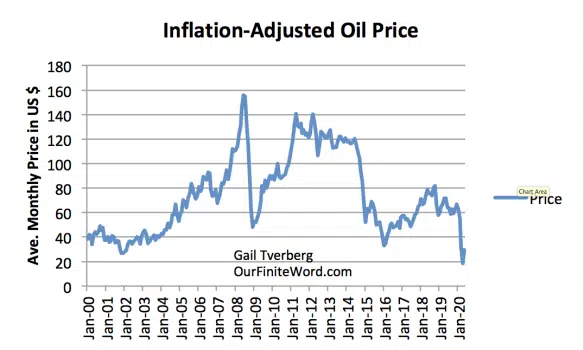 Inflation-Adjusted Oil Price
Ave. Monthly Price in US $
180
160
140
120
100
80
60
40
20
0
Gail Tverberg
OurFiniteWord.com
Jan-00
Jan-01
Jan-02
Jan-03
Jan-04
Jan-05
Jan-06
Jan-07
Jan-08
Jan-09
Jan-10
Jan-11
Jan-12
Jan-13
Jan-14
Jan-15
Jan-16
Jan-17
Jan-18
Jan-19
Jan-20
Chart Area
Price